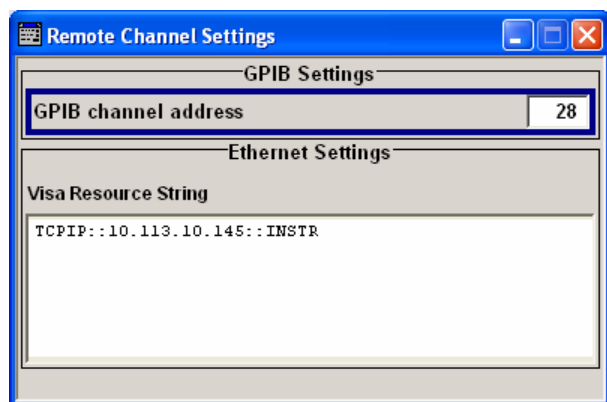 Remote Channel Settings
GPIB Settings
GPIB channel address 28
Ethernet Settings
Visa Resource String
TCPIP::10.113.10.145::INSTR